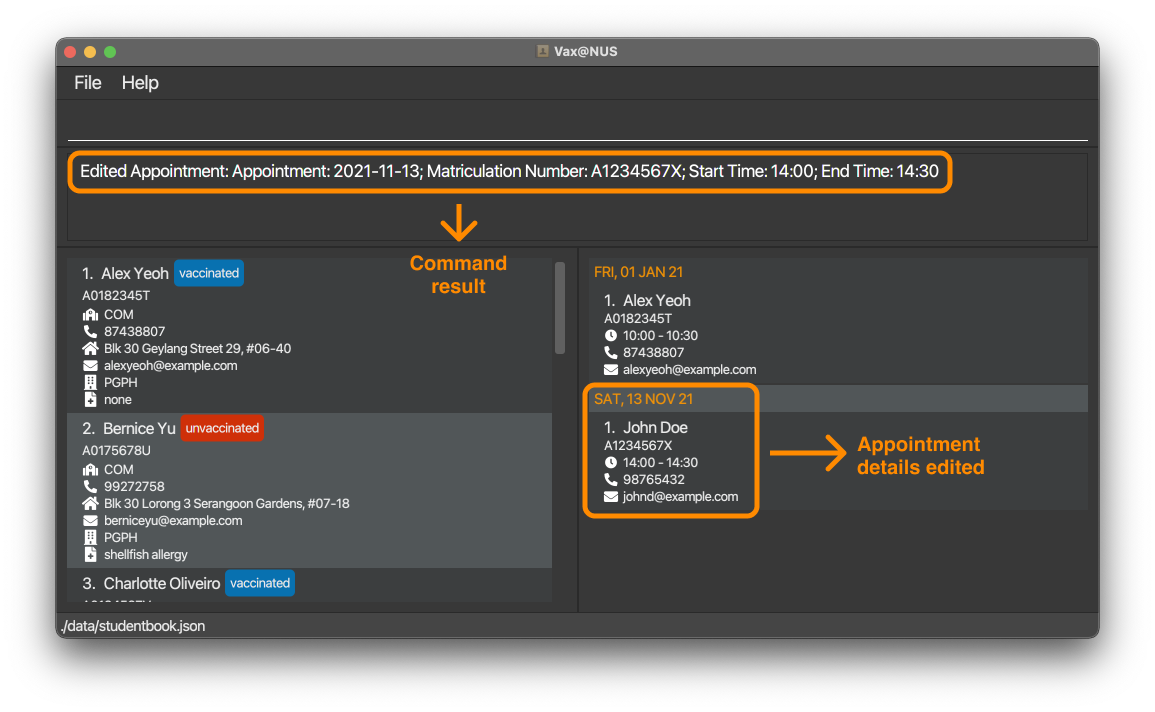 Vax@NUS
File Help
Edited Appointment: Appointment: 2021-11-13; Matriculation Number: A1234567X; Start Time: 14:00; End Time: 14:30
Command
result
1. Alex Yeoh vaccinated
A0182345T
COM
87438807
Blk 30 Geylang Street 29, #06-40
alexyeoh@example.com
PGPH
none
2. Bernice Yu unvaccinated
A0175678U
COM
99272758
Blk 30 Lorong 3 Serangoon Gardens, #07-18
berniceyu@example.com
PGPH
shellfish allergy
3. Charlotte Oliveiro vaccinated
FRI, 01 JAN 21
1. Alex Yeoh
A0182345T
10:00 - 10:30
87438807
alexyeoh@example.com
SAT, 13 NOV 21
1. John Doe
A1234567X
14:00 - 14:30
98765432
johnd@example.com
Appointment
details edited
./data/studentbook.json